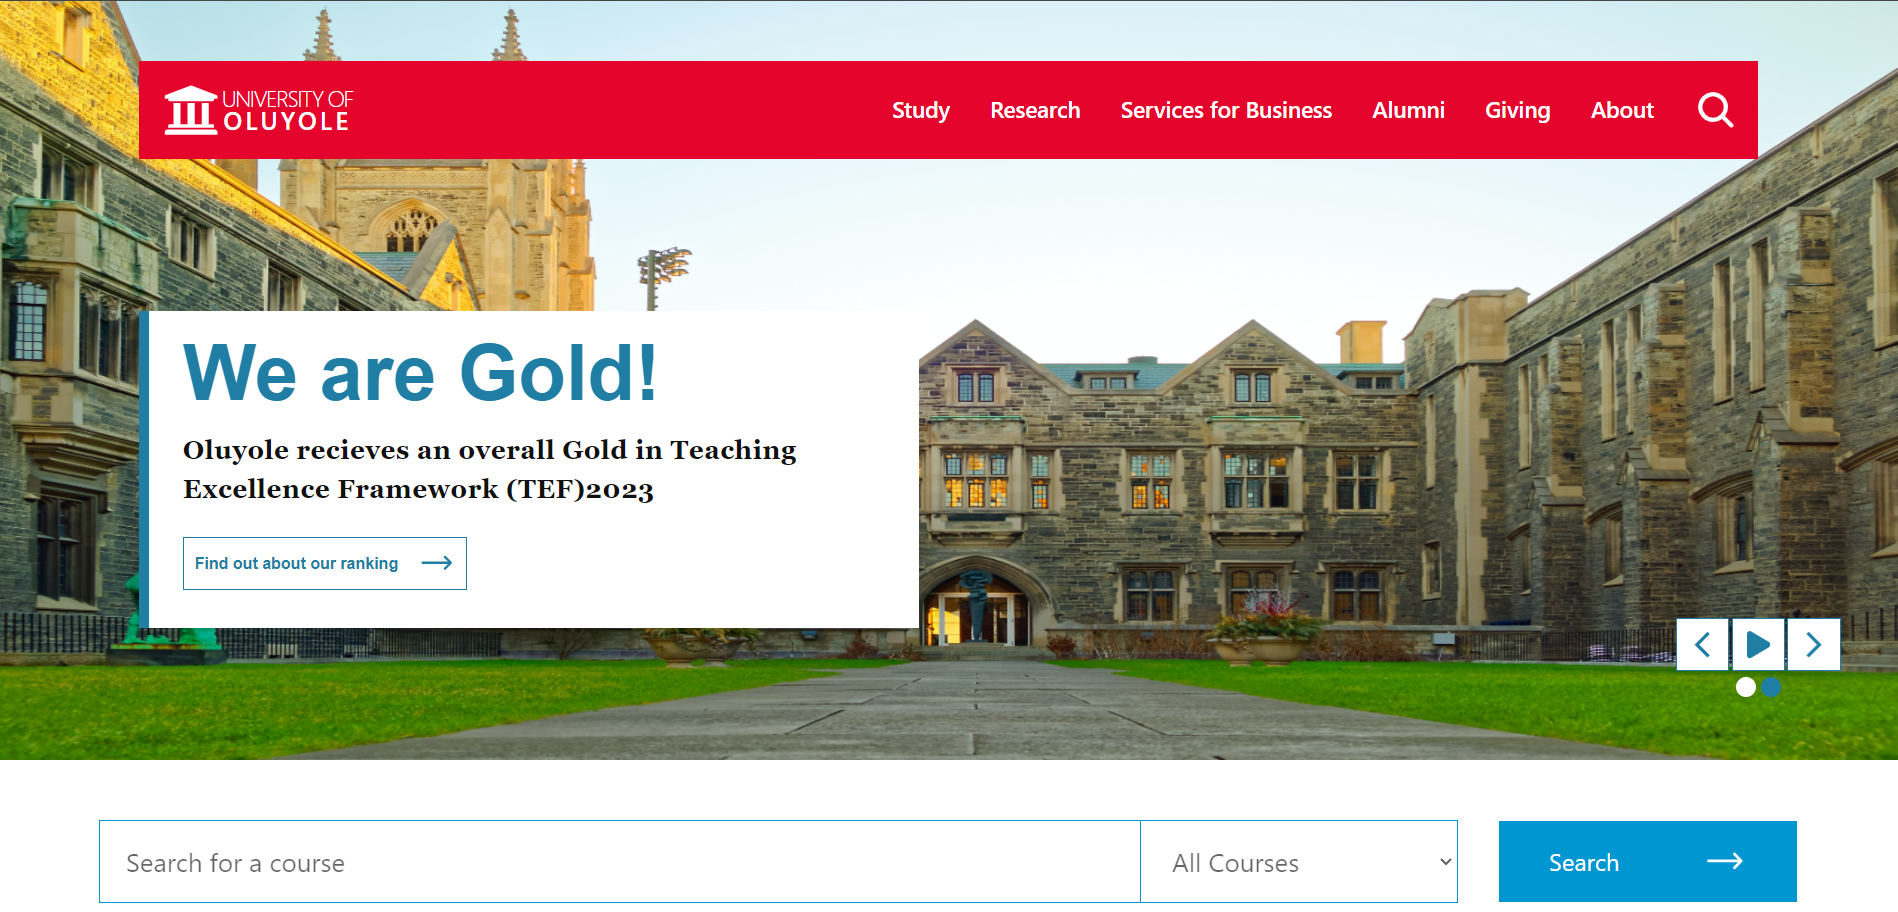 UNIVERSITY OF
OLUYOLE
Study Research Services for Business Alumni Giving About
We are Gold!
Oluyole recieves an overall Gold in Teaching
Excellence Framework (TEF)2023
Find out about our ranking
Search for a course All Courses Search